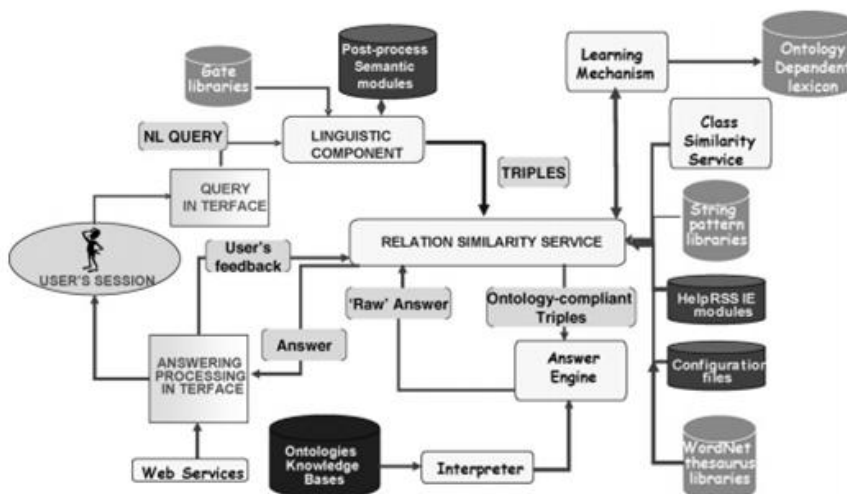 Gate
libraries
Post-process
Semantic
modules
Learning
Mechanism
Ontology
Dependent
lexicon
NL QUERY
LINGUISTIC
COMPONENT
Class
Similarity
Service
TRIPLES
QUERY
IN TERFACE
String
pattern
libraries
USER'S SESSION
User's
feedback
RELATION SIMILARITY SERVICE
'Raw' Answer
Ontology-compliant
Triples
HelpRSS IE
modules
Answer
ANSWERING
PROCESSING
IN TERFACE
Answer
Engine
Configuration
files
Web Services
Ontologies
Knowledge
Bases
Interpreter
WordNet
thesaurus
libraries